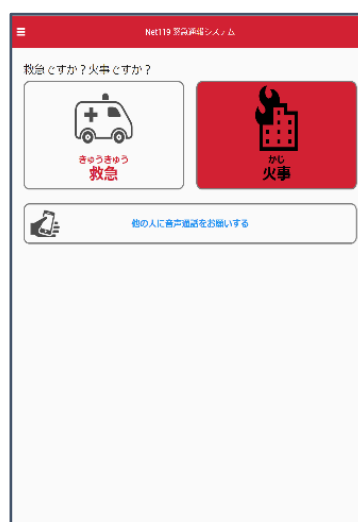 Net119 緊急通報システム
救急ですか？火事ですか？
きゅうきゅう
救急
かじ
火事
他の人に音声通話をお願いする